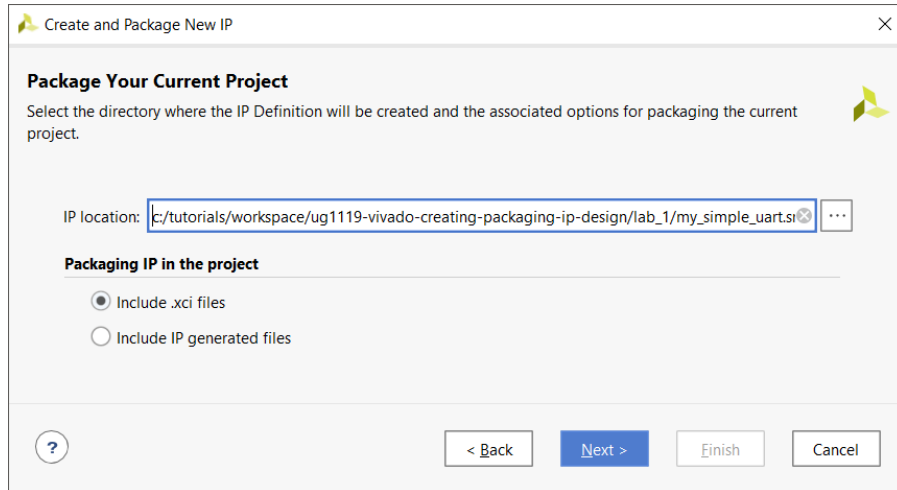 Create and Package New IP
Package Your Current Project
Select the directory where the IP Definition will be created and the associated options for packaging the current
project.
IP location: c:/tutorials/workspace/ug1119-vivado-creating-packaging-ip-design/lab_1/my_simple_uart.sr ...
Packaging IP in the project
Include .xci files
Include IP generated files
? < Back Next > Finish Cancel